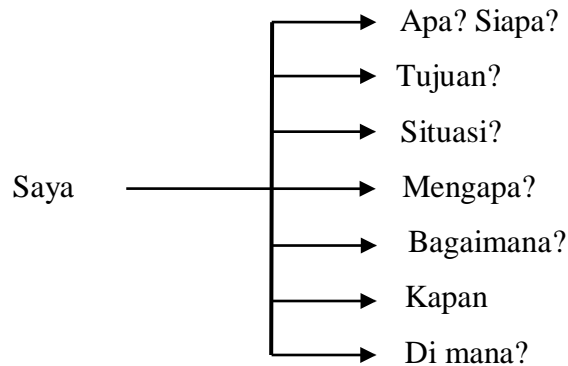 Apa? Siapa?
Tujuan?
Situasi?
Saya
Mengapa?
Bagaimana?
Kapan
Di mana?